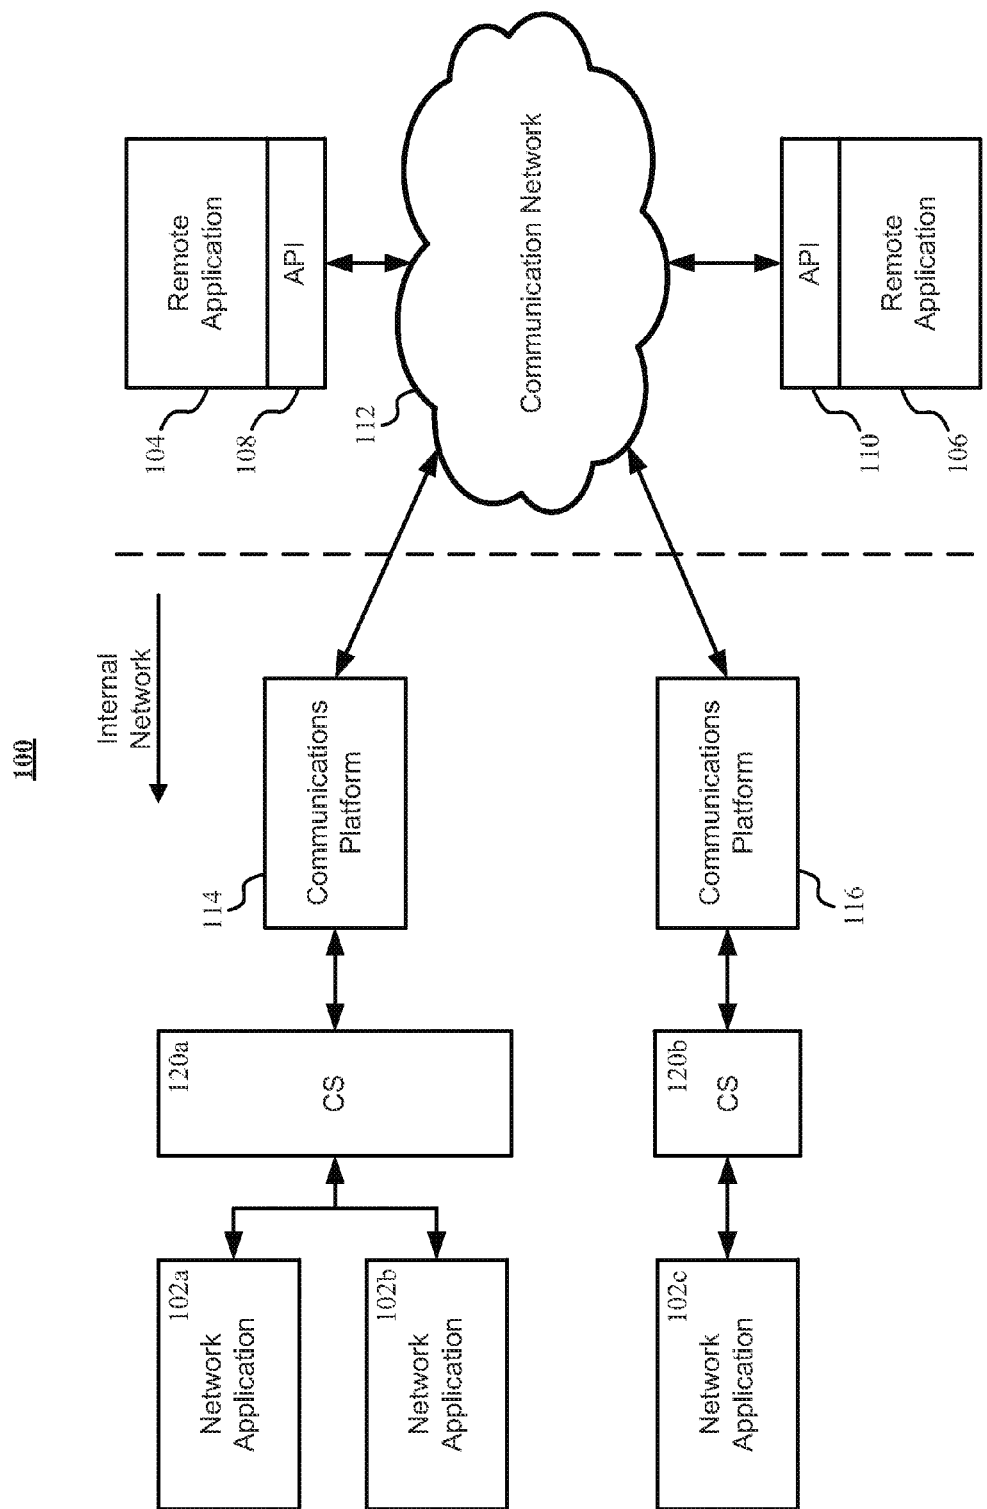 100
Internal
Network
102a
Network
Application
102b
Network
Application
102c
Network
Application
120a
CS
120b
CS
114
Communications
Platform
116
Communications
Platform
112
Communication Network
104
Remote
Application
108
API
110
API
106
Remote
Application